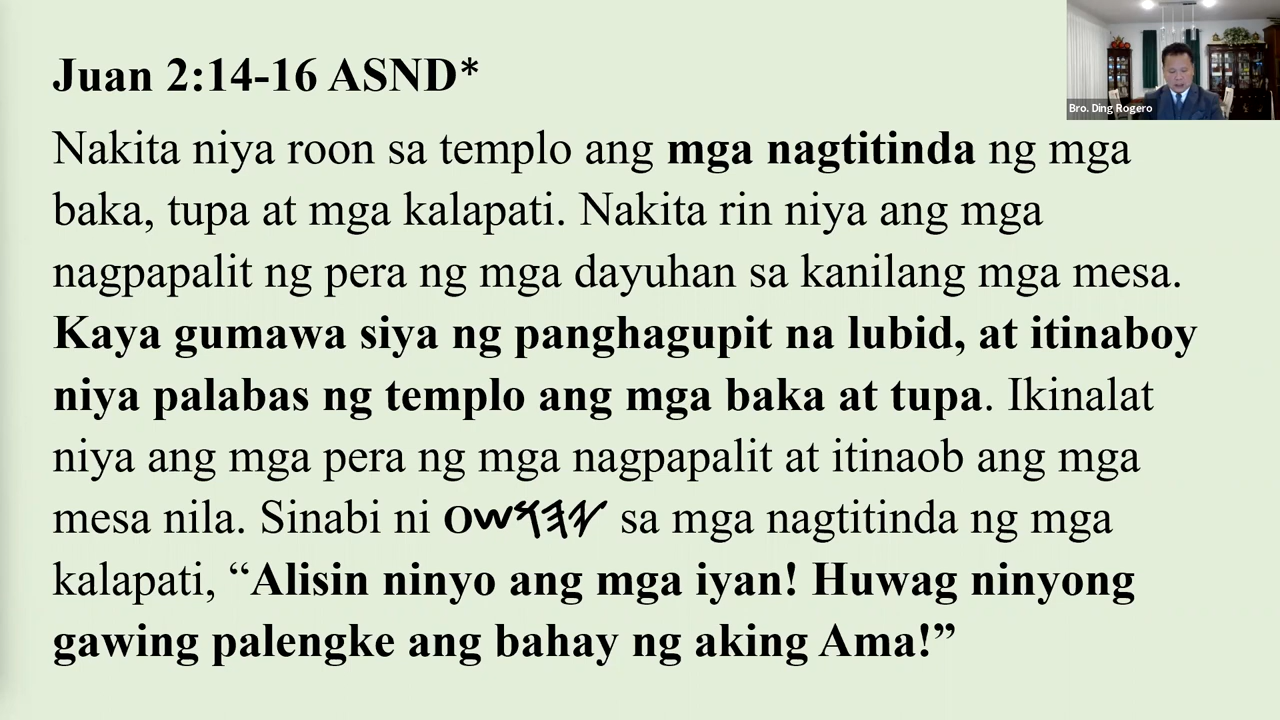 Juan 2:14-16 ASND*
Bro. Ding Rogero
Nakita niya roon sa templo ang mga nagtitinda ng mga
baka, tupa at mga kalapati. Nakita rin niya ang mga
nagpapalit ng pera ng mga dayuhan sa kanilang mga mesa.
Kaya gumawa siya ng panghagupit na lubid, at itinaboy
niya palabas ng templo ang mga baka at tupa. Ikinalat
niya ang mga pera ng mga nagpapalit at itinaob ang mga
mesa nila. Sinabi ni 𐤉𐤄𐤅𐤔𐤏 sa mga nagtitinda ng mga
kalapati, “Alisin ninyo ang mga iyan! Huwag ninyong
gawing palengke ang bahay ng aking Ama!”